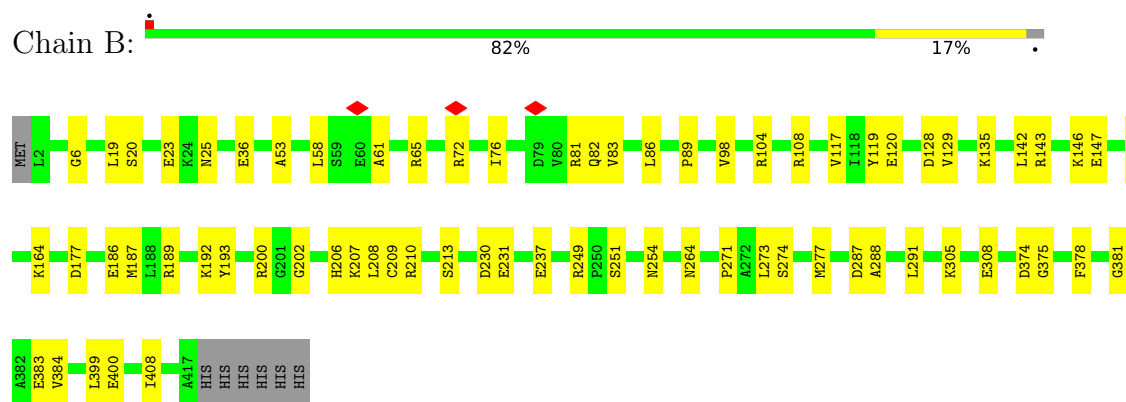 Chain B:
82% 17%
MET L2 G6 L19 S20 E23 K24 N25 E36 A53 L58 S59 E60 A61 R65 R72 I76 D79 V80 R81 Q82 V83 L86 P89 V98 R104 R108 V117 I118 Y119 E120 D128 V129 K135 L142 R143 K146 E147
K164 D177 E186 M187 L188 R189 K192 Y193 R200 G201 G202 H206 K207 L208 C209 R210 S213 D230 E231 E237 R249 P250 S251 N254 N264 P271 A272 L273 S274 M277 D287 A288 L291 K305 E308 D374 G375 F378 G381
A382 E383 V384 L399 E400 I408 A417 HIS HIS HIS HIS HIS HIS